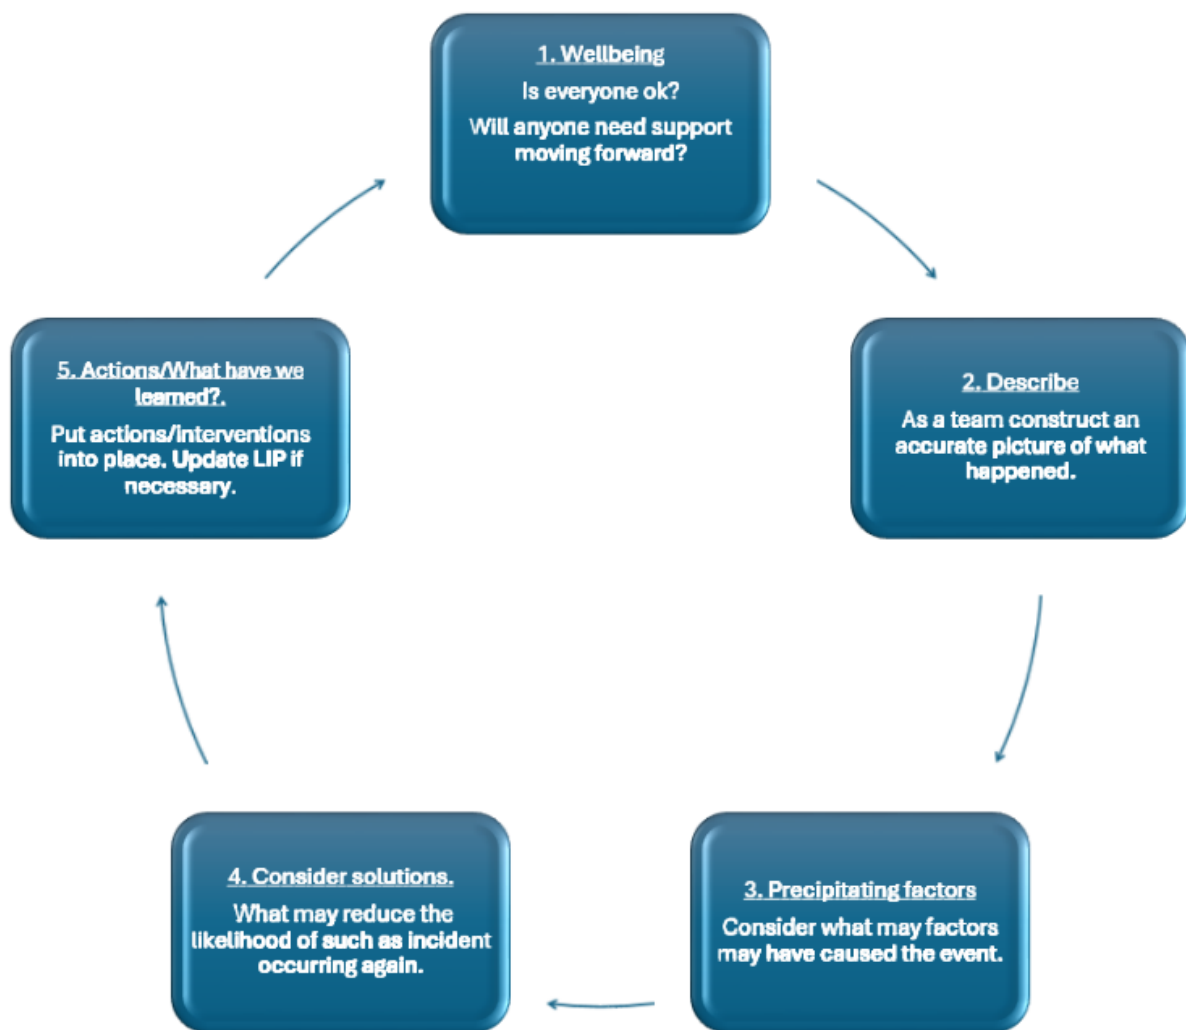 1. Wellbeing
Is everyone ok?
Will anyone need support
moving forward?
2. Describe
As a team construct an
accurate picture of what
happened.
3. Precipitating factors
Consider what may factors
may have caused the event.
4. Consider solutions.
What may reduce the
likelihood of such as incident
occurring again.
5. Actions/What have we
learned?.
Put actions/interventions
into place. Update LIP if
necessary.